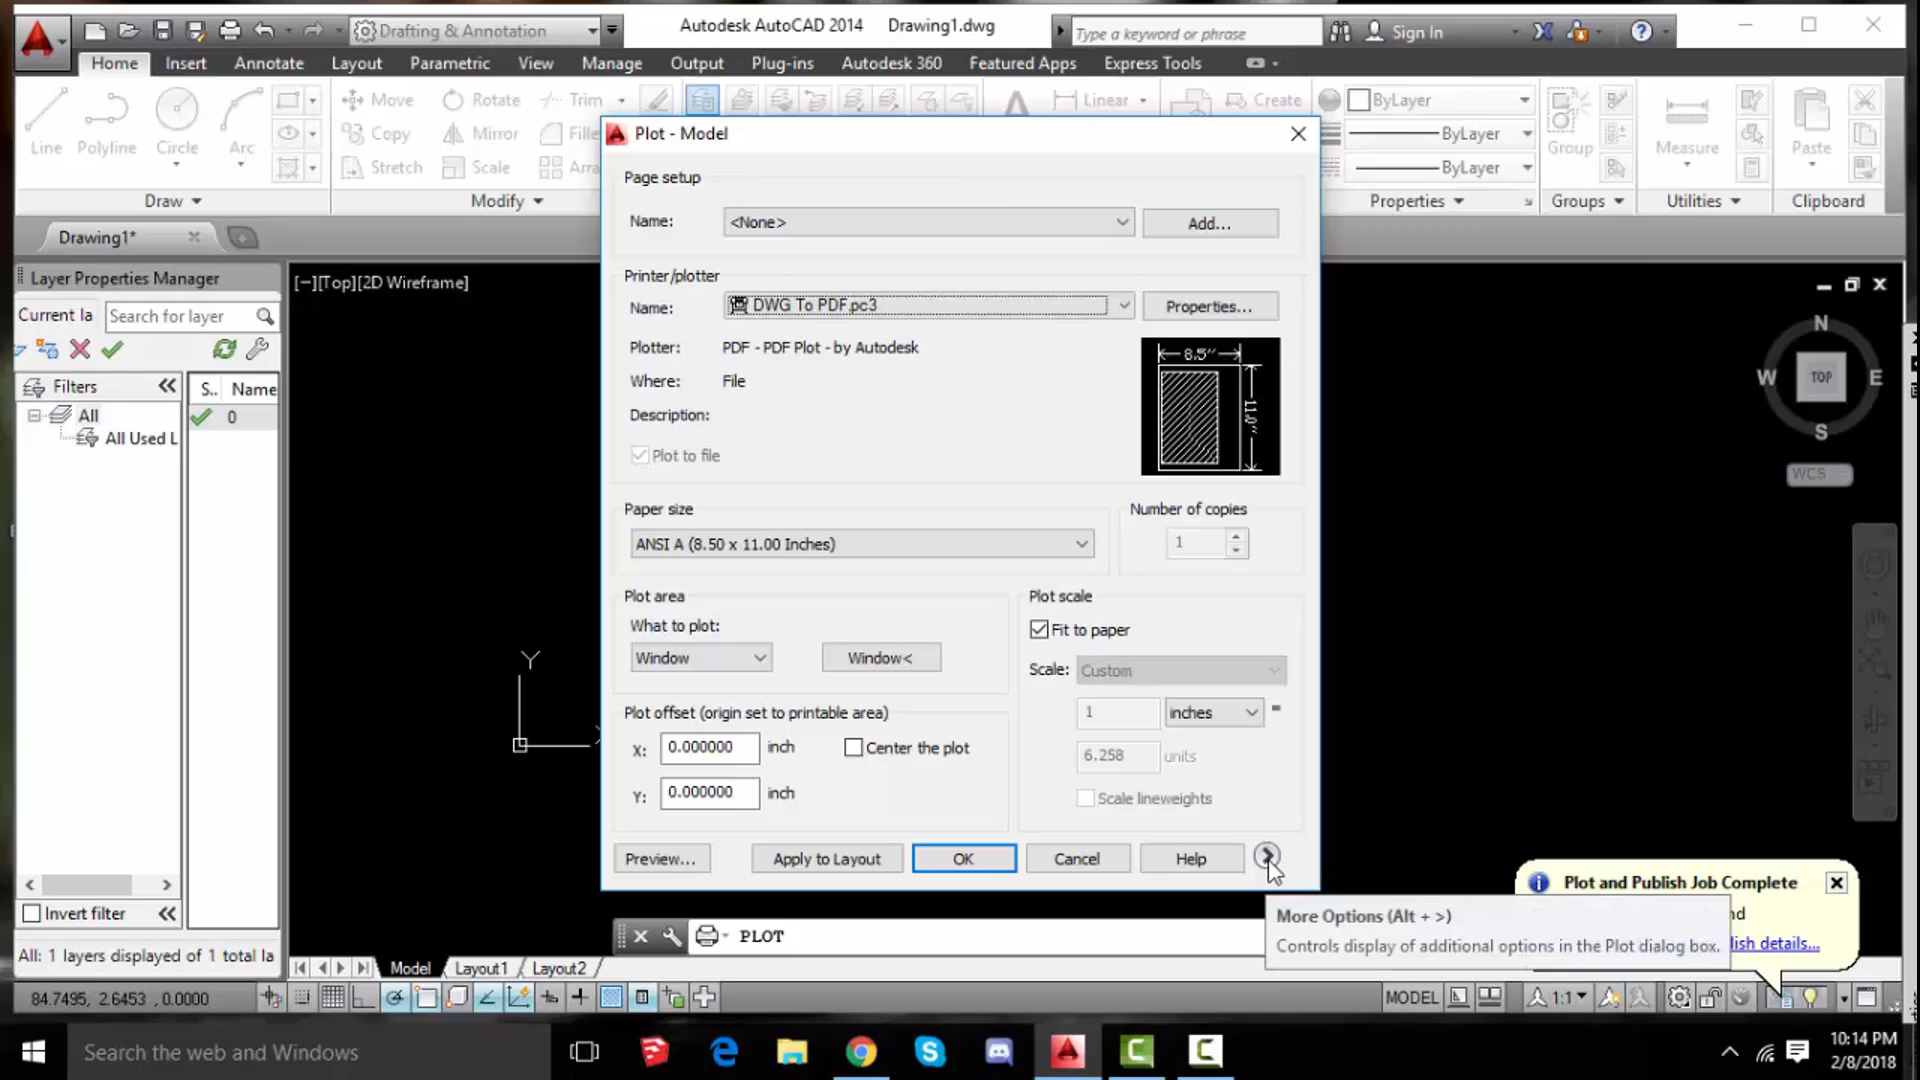 Drafting & Annotation
Autodesk AutoCAD 2014 Drawing1.dwg
Type a keyword or phrase
Sign In
Home Insert Annotate Layout Parametric View Manage Output Plug-ins Autodesk 360 Featured Apps Express Tools
Line Polyline Circle Arc
Move Rotate Trim
Copy Mirror Fille
Stretch Scale Arra
Linear Create
ByLayer
ByLayer
ByLayer
Group
Measure
Paste
Draw Modify Properties Groups Utilities Clipboard
Drawing1*
Layer Properties Manager
Current la Search for layer
Filters S.. Name
All 0
All Used L
Invert filter
All: 1 layers displayed of 1 total la
[−][Top][2D Wireframe]
Y
N
W TOP E
S
WCS
Plot - Model
Page setup
Name: <None> Add...
Printer/plotter
Name: DWG To PDF.pc3 Properties...
Plotter: PDF - PDF Plot - by Autodesk
Where: File
Description:
Plot to file
8.5''
11.0''
Paper size
ANSI A (8.50 x 11.00 Inches)
Number of copies
1
Plot area
What to plot:
Window Window<
Plot scale
Fit to paper
Scale: Custom
1 inches =
6.258 units
Scale lineweights
Plot offset (origin set to printable area)
X: 0.000000 inch Center the plot
Y: 0.000000 inch
Preview... Apply to Layout OK Cancel Help
PLOT
More Options (Alt + >)
Controls display of additional options in the Plot dialog box.
Plot and Publish Job Complete
nd
lish details...
Model Layout1 Layout2
84.7495, 2.6453 , 0.0000
MODEL 1:1
Search the web and Windows
10:14 PM
2/8/2018